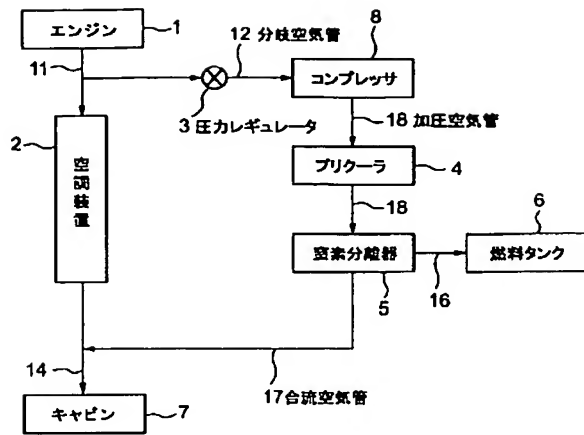 エンジン
1
11
12 分岐空気管
8
コンプレッサ
3 圧力レギュレータ
18 加圧空気管
2
空調装置
プリクーラ
4
18
6
窒素分離器
燃料タンク
5
16
14
17合流空気管
キャビン
7